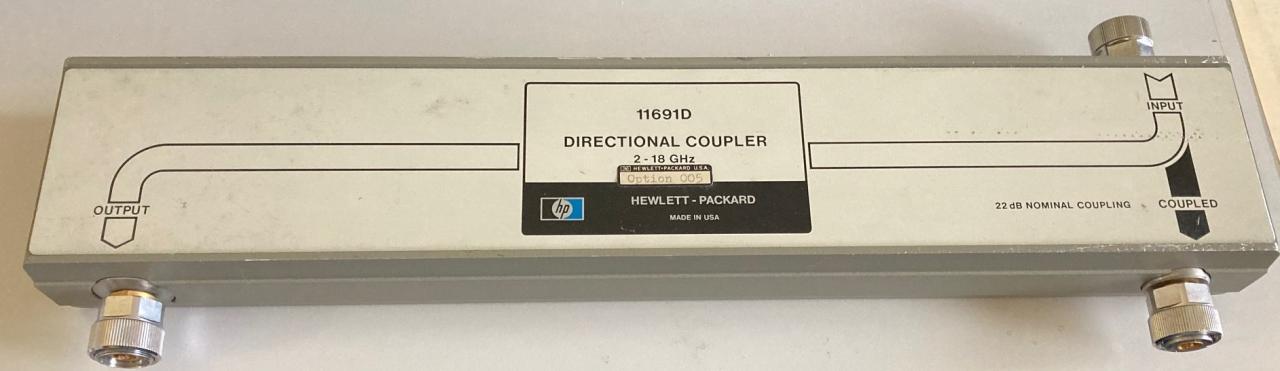 11691D
DIRECTIONAL COUPLER
2 - 18 GHz
HEWLETT-PACKARD U.S.A.
Option 005
hp
HEWLETT - PACKARD
MADE IN USA
INPUT
OUTPUT
22 dB NOMINAL COUPLING
COUPLED